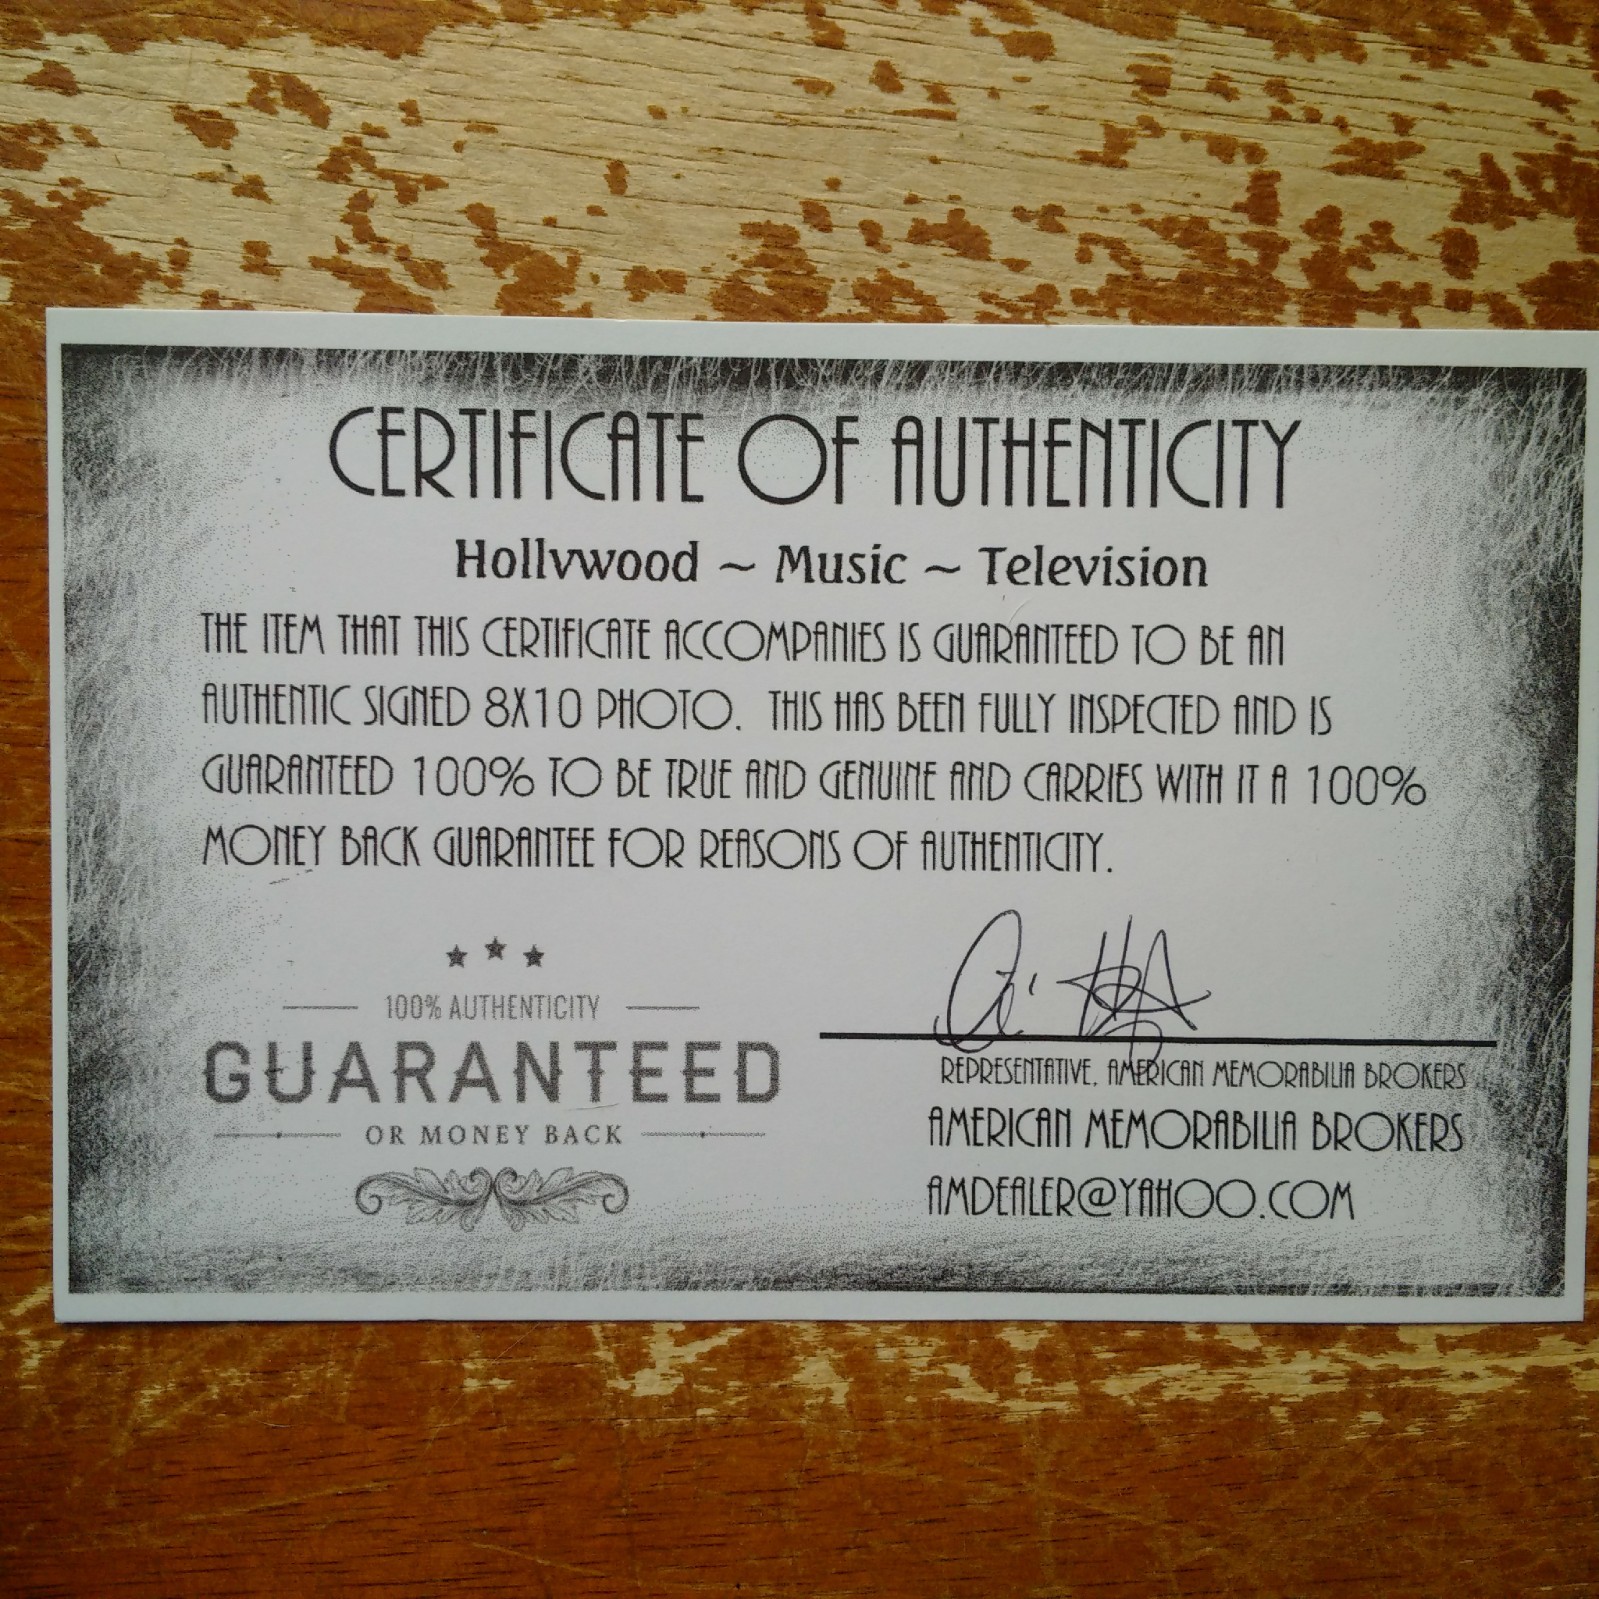 CERTIFICATE OF AUTHENTICITY
Hollywood ~ Music ~ Television
THE ITEM THAT THIS CERTIFICATE ACCOMPANIES IS GUARANTEED TO BE AN
AUTHENTIC SIGNED 8X10 PHOTO. THIS HAS BEEN FULLY INSPECTED AND IS
GUARANTEED 100% TO BE TRUE AND GENUINE AND CARRIES WITH IT A 100%
MONEY BACK GUARANTEE FOR REASONS OF AUTHENTICITY.
100% AUTHENTICITY
GUARANTEED
OR MONEY BACK
REPRESENTATIVE, AMERICAN MEMORABILIA BROKERS
AMERICAN MEMORABILIA BROKERS
AMDEALER@YAHOO.COM